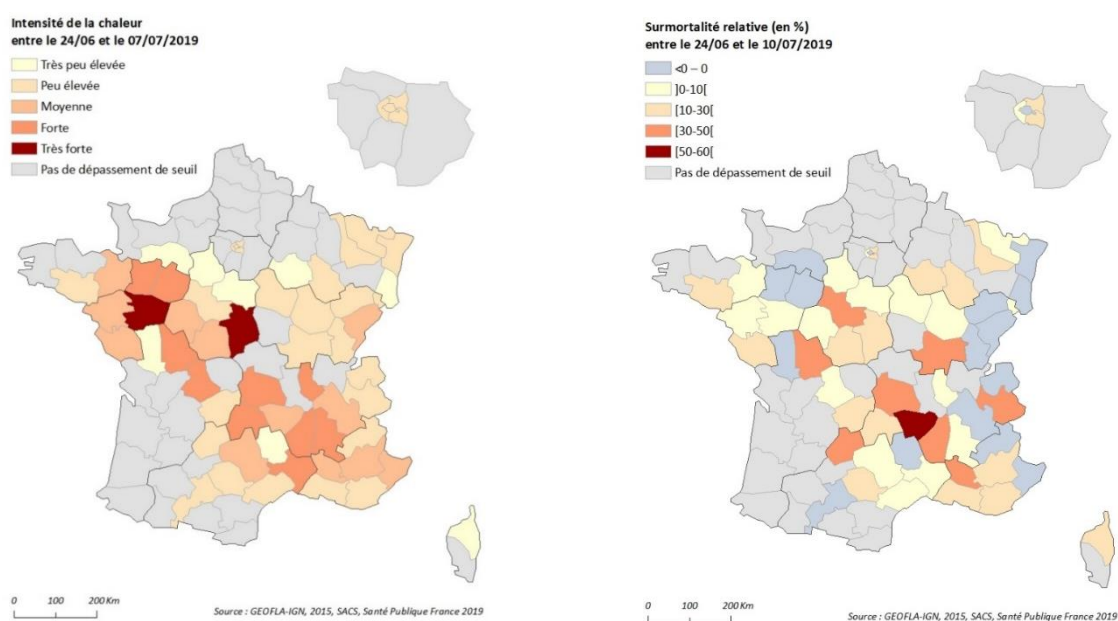 Intensité de la chaleur
entre le 24/06 et le 07/07/2019
Très peu élevée
Peu élevée
Moyenne
Forte
Très forte
Pas de dépassement de seuil
0 100 200 Km
Source : GEOFLA-IGN, 2015, SACS, Santé Publique France 2019
Surmortalité relative (en %)
entre le 24/06 et le 10/07/2019
<0 – 0
]0-10[
[10-30[
[30-50[
[50-60[
Pas de dépassement de seuil
0 100 200 Km
Source : GEOFLA-IGN, 2015, SACS, Santé Publique France 2019